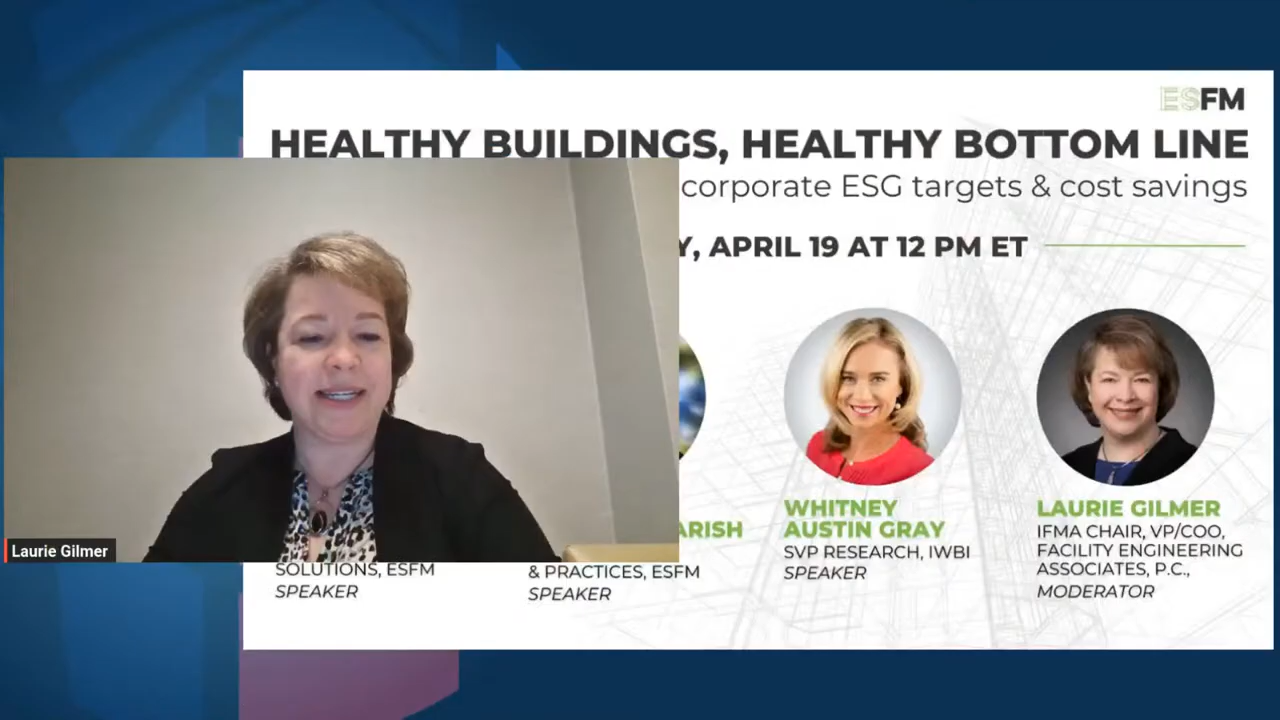 ESFM
HEALTHY BUILDINGS, HEALTHY BOTTOM LINE
corporate ESG targets & cost savings
Y, APRIL 19 AT 12 PM ET
ARISH
SOLUTIONS, ESFM
SPEAKER
& PRACTICES, ESFM
SPEAKER
WHITNEY
AUSTIN GRAY
SVP RESEARCH, IWBI
SPEAKER
LAURIE GILMER
IFMA CHAIR, VP/COO,
FACILITY ENGINEERING
ASSOCIATES, P.C.,
MODERATOR
Laurie Gilmer